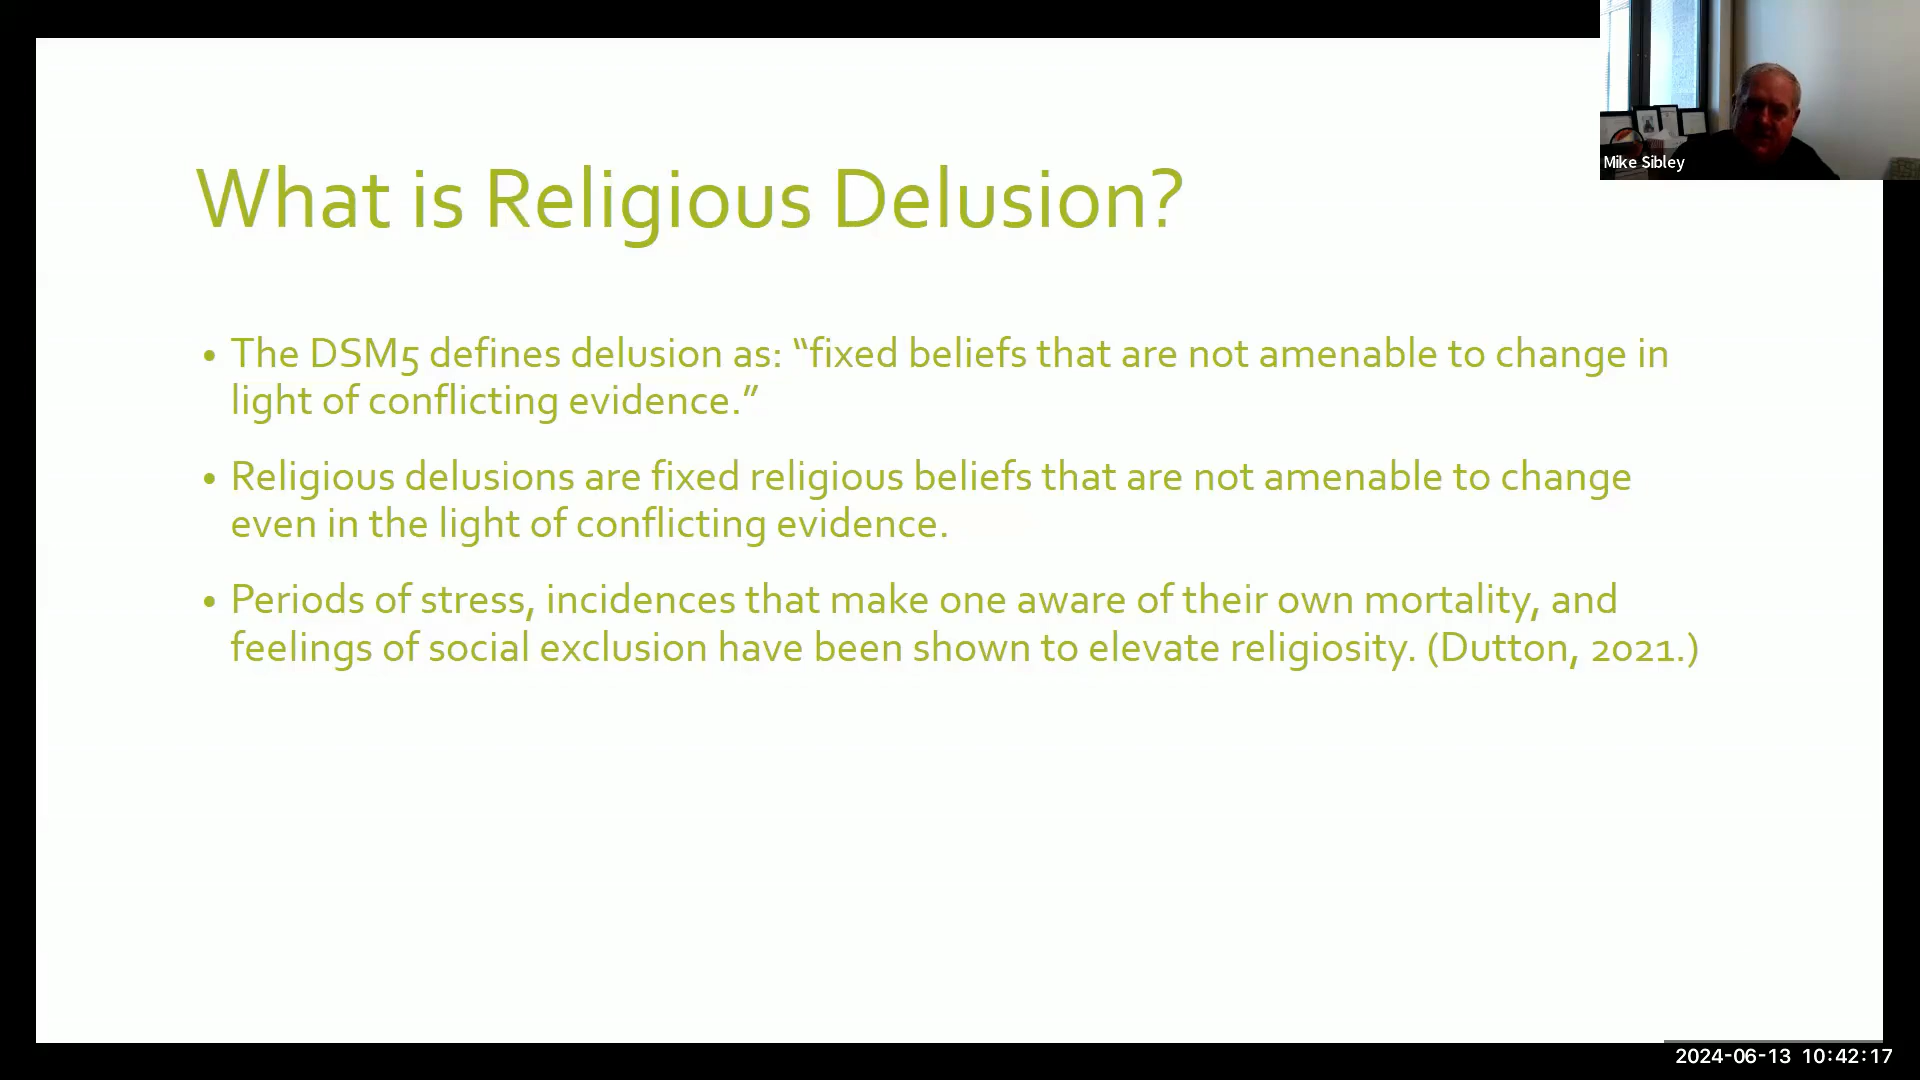 Mike Sibley
What is Religious Delusion?
• The DSM5 defines delusion as: “fixed beliefs that are not amenable to change in
light of conflicting evidence.”
• Religious delusions are fixed religious beliefs that are not amenable to change
even in the light of conflicting evidence.
• Periods of stress, incidences that make one aware of their own mortality, and
feelings of social exclusion have been shown to elevate religiosity. (Dutton, 2021.)
2024-06-13 10:42:17